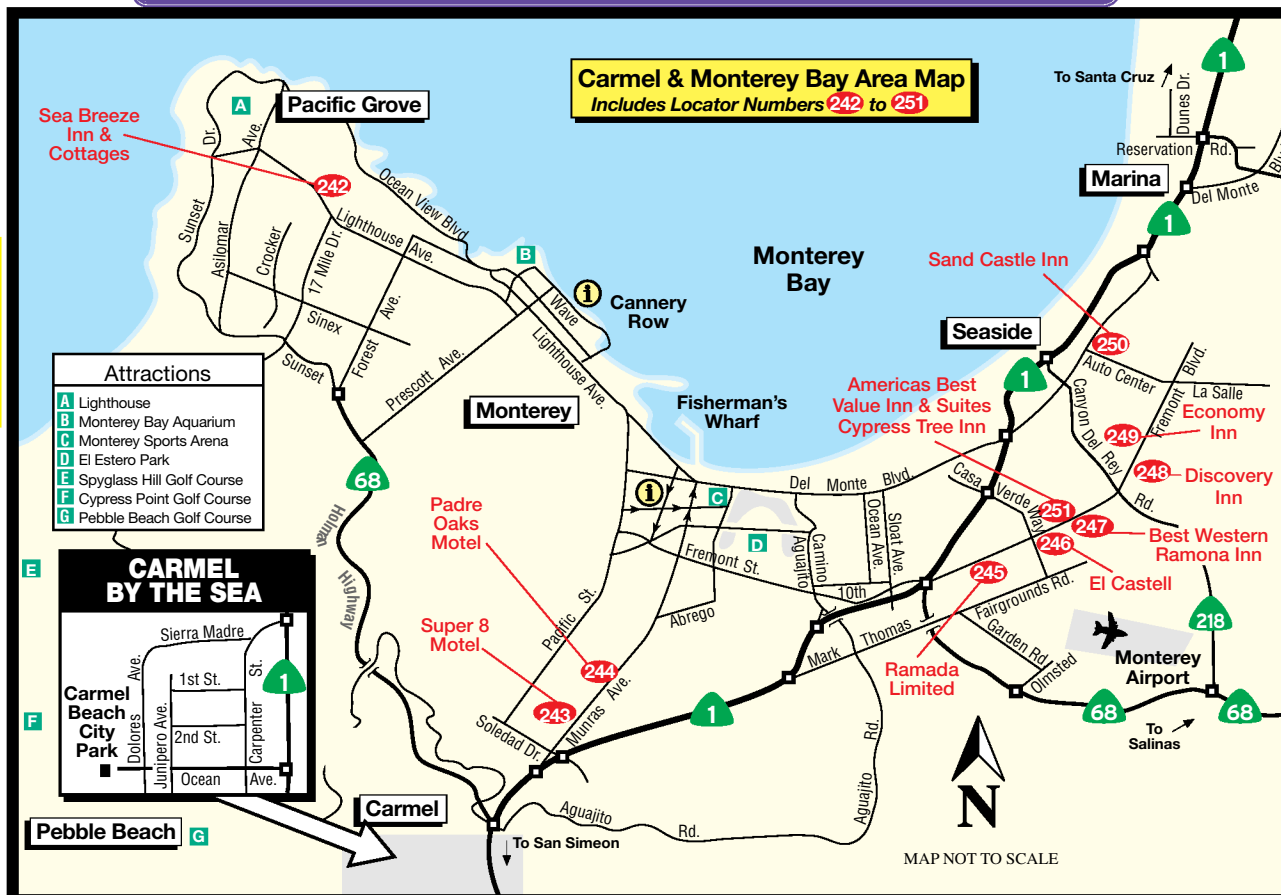 Carmel & Monterey Bay Area Map
Includes Locator Numbers 242 to 251
To Santa Cruz
Dunes Dr.
1
Reservation Rd.
Marina
Del Monte Blvd.
1
A
Pacific Grove
Sea Breeze
Inn &
Cottages
242
Sunset Dr.
Asilomar Ave.
Crocker
17 Mile Dr.
Lighthouse Ave.
Ocean View Blvd.
Sinex
Sunset
Forest Ave.
Prescott Ave.
B
i
Wave
Cannery
Row
Lighthouse Ave.
Monterey
Bay
Sand Castle Inn
250
Seaside
1
Auto Center
La Salle
Fremont Blvd.
Canyon Del Rey Rd.
Economy
Inn
249
248
Discovery
Inn
Americas Best
Value Inn & Suites
Cypress Tree Inn
251
247
Best Western
Ramona Inn
246
El Castell
Casa Verde Way
Attractions
A Lighthouse
B Monterey Bay Aquarium
C Monterey Sports Arena
D El Estero Park
E Spyglass Hill Golf Course
F Cypress Point Golf Course
G Pebble Beach Golf Course
Monterey
Fisherman's
Wharf
68
Holman Highway
i
C
D
Del Monte Blvd.
Ocean Ave.
Sloat Ave.
Camino Aguajito
Fremont St.
10th
Abrego
Pacific St.
Padre
Oaks
Motel
244
Super 8
Motel
243
Munras Ave.
Soledad Dr.
1
Mark Thomas
245
Ramada
Limited
Fairgrounds Rd.
Garden Rd.
Olmsted
Monterey
Airport
218
68
68
To
Salinas
E
CARMEL
BY THE SEA
Sierra Madre
Ave.
1st St.
St.
1
Carmel
Beach
City
Park
Dolores
Junipero Ave.
2nd St.
Carpenter
Ocean Ave.
F
Pebble Beach
G
Carmel
To San Simeon
Aguajito Rd.
Aguajito Rd.
N
MAP NOT TO SCALE